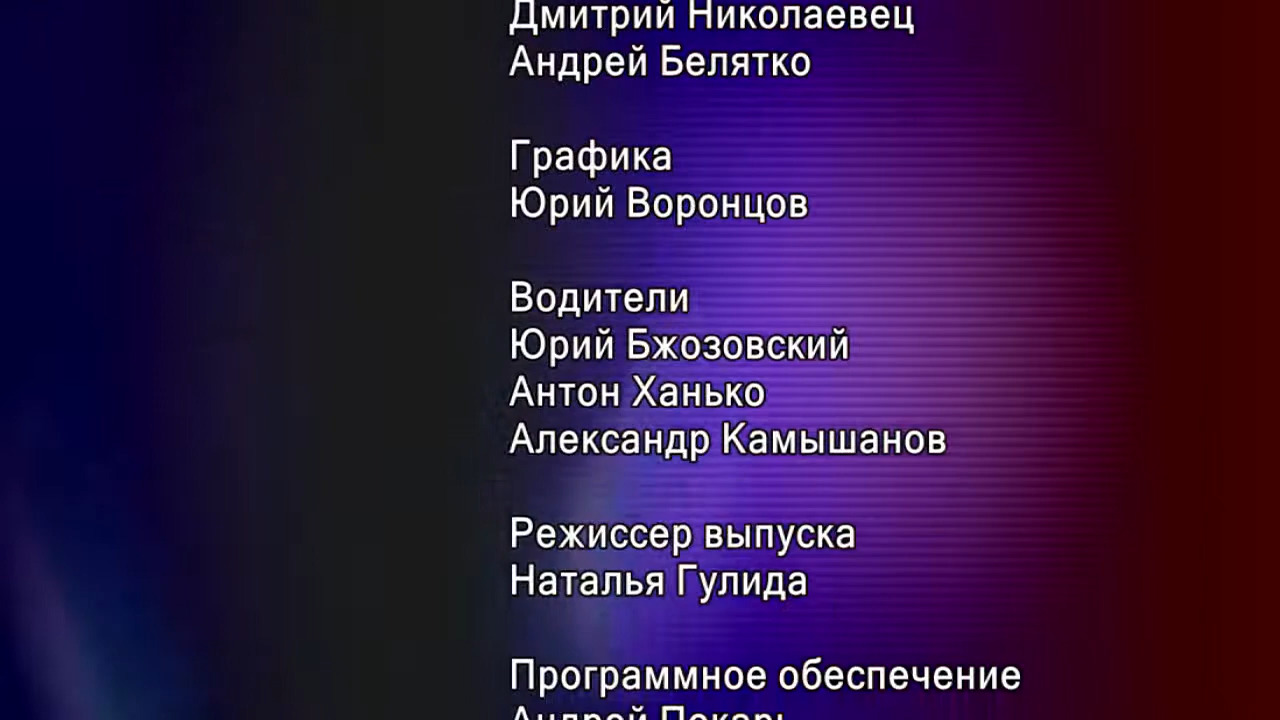 Дмитрий Николаевец
Андрей Белятко
Графика
Юрий Воронцов
Водители
Юрий Бжозовский
Антон Ханько
Александр Камышанов
Режиссер выпуска
Наталья Гулида
Программное обеспечение
Андрей